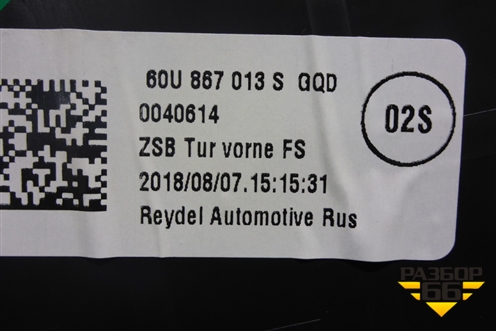 60U 867 013 S GQD
0040614
02S
ZSB Tur vorne FS
2018/08/07.15:15:31
Reydel Automotive Rus
РАЗБОР
66